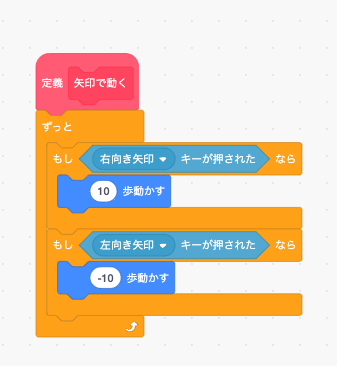 定義 矢印で動く
ずっと
もし 右向き矢印 キーが押された なら
10 歩動かす
もし 左向き矢印 キーが押された なら
-10 歩動かす